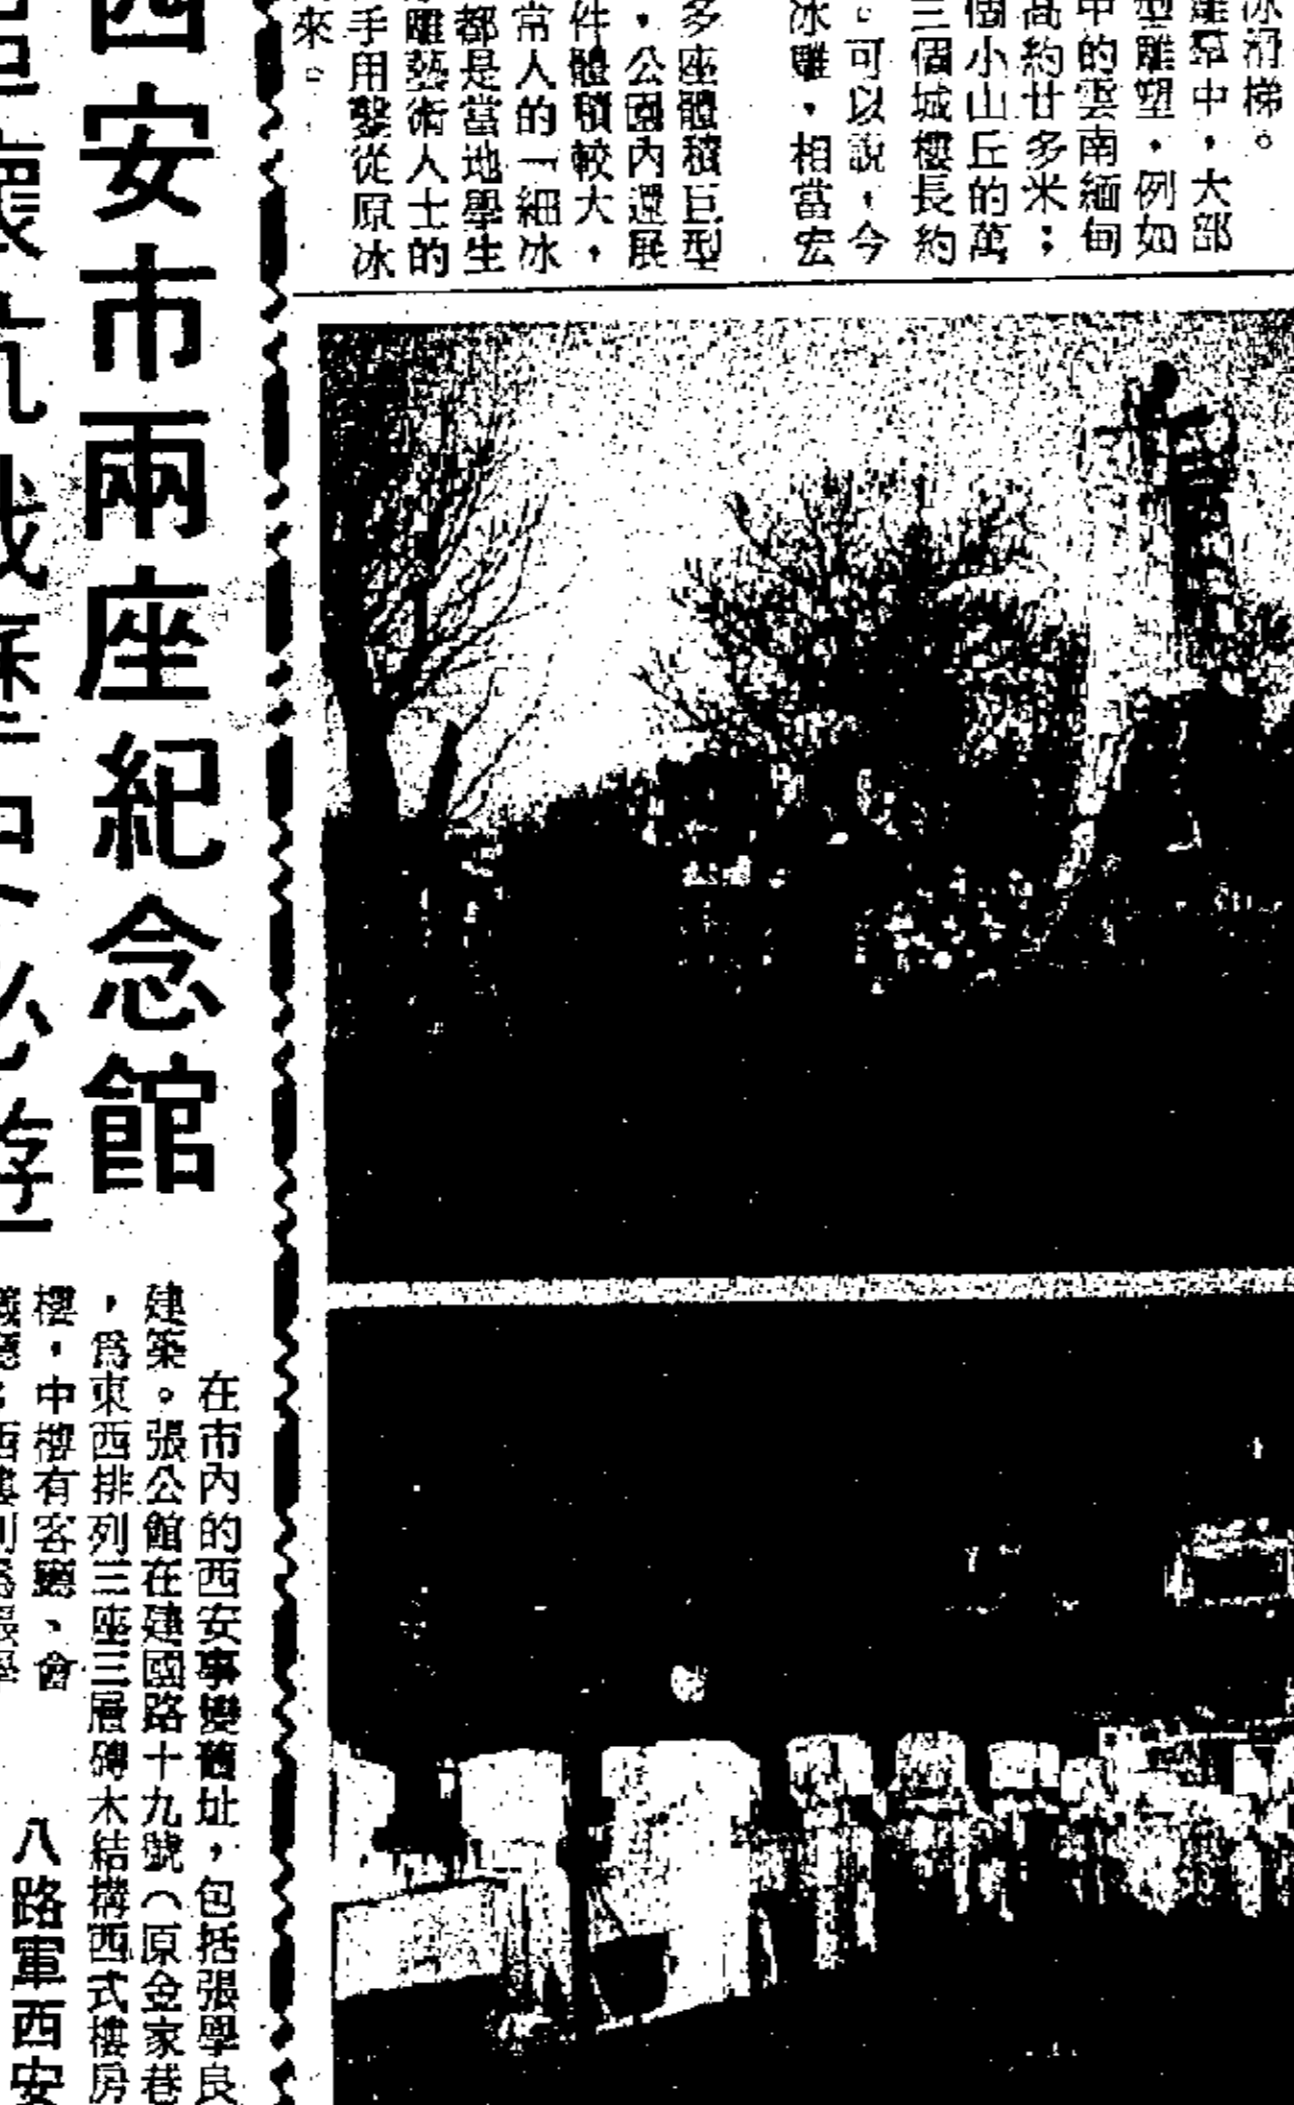 冰滑梯。
雕羣中，大部
型雕塑，例如
中的雲南緬甸
高約廿多米；
個小山丘的萬
三個城樓長約
。可以說，今
冰雕，相當宏
多座體積巨型
，公園內還展
件體積較大，
常人的「細冰
都是當地學生
雕藝術人士的
手用鑿從原冰
來。
西安市兩座紀念館
在市內的西安事變舊址，包括張學良
建築。張公館在建國路十九號（原金家巷
，爲東西排列三座三層磚木結構西式樓房
樓，中樓有客廳、會
八路軍西安